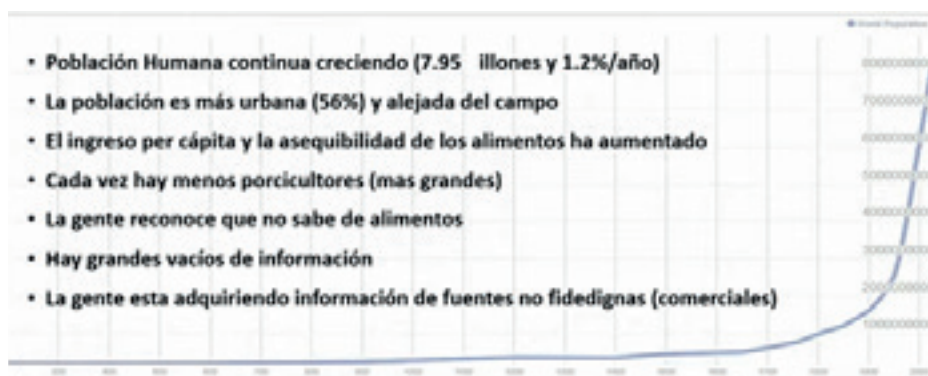 World Population
• Población Humana continua creciendo (7.95 illones y 1.2%/año)
• La población es más urbana (56%) y alejada del campo
• El ingreso per cápita y la asequibilidad de los alimentos ha aumentado
• Cada vez hay menos porcicultores (mas grandes)
• La gente reconoce que no sabe de alimentos
• Hay grandes vacíos de información
• La gente esta adquiriendo información de fuentes no fidedignas (comerciales)